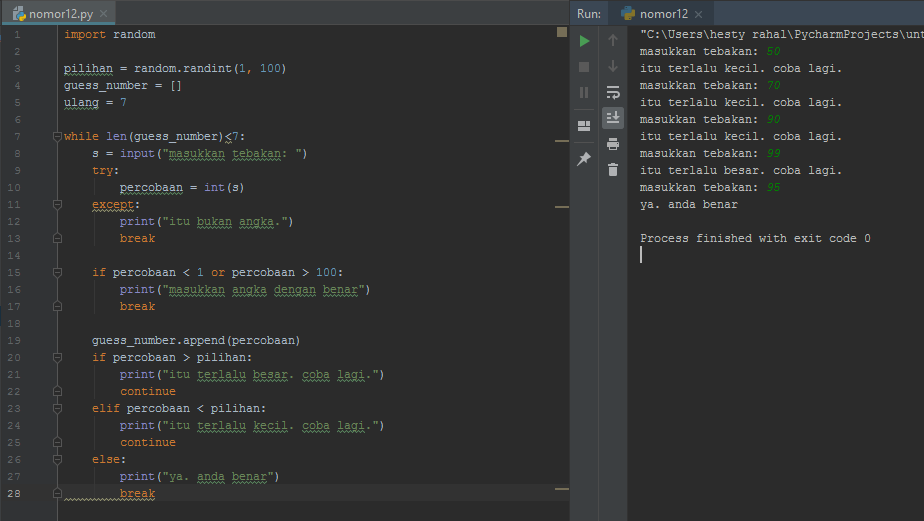 nomor12.py
1 import random
2
3 pilihan = random.randint(1, 100)
4 guess_number = []
5 ulang = 7
6
7 while len(guess_number)<7:
8     s = input("masukkan tebakan: ")
9     try:
10         percobaan = int(s)
11     except:
12         print("itu bukan angka.")
13         break
14
15     if percobaan < 1 or percobaan > 100:
16         print("masukkan angka dengan benar")
17         break
18
19     guess_number.append(percobaan)
20     if percobaan > pilihan:
21         print("itu terlalu besar. coba lagi.")
22         continue
23     elif percobaan < pilihan:
24         print("itu terlalu kecil. coba lagi.")
25         continue
26     else:
27         print("ya. anda benar")
28         break
Run: nomor12
"C:\Users\hesty rahal\PycharmProjects\unt
masukkan tebakan: 50
itu terlalu kecil. coba lagi.
masukkan tebakan: 70
itu terlalu kecil. coba lagi.
masukkan tebakan: 90
itu terlalu kecil. coba lagi.
masukkan tebakan: 99
itu terlalu besar. coba lagi.
masukkan tebakan: 95
ya. anda benar
Process finished with exit code 0